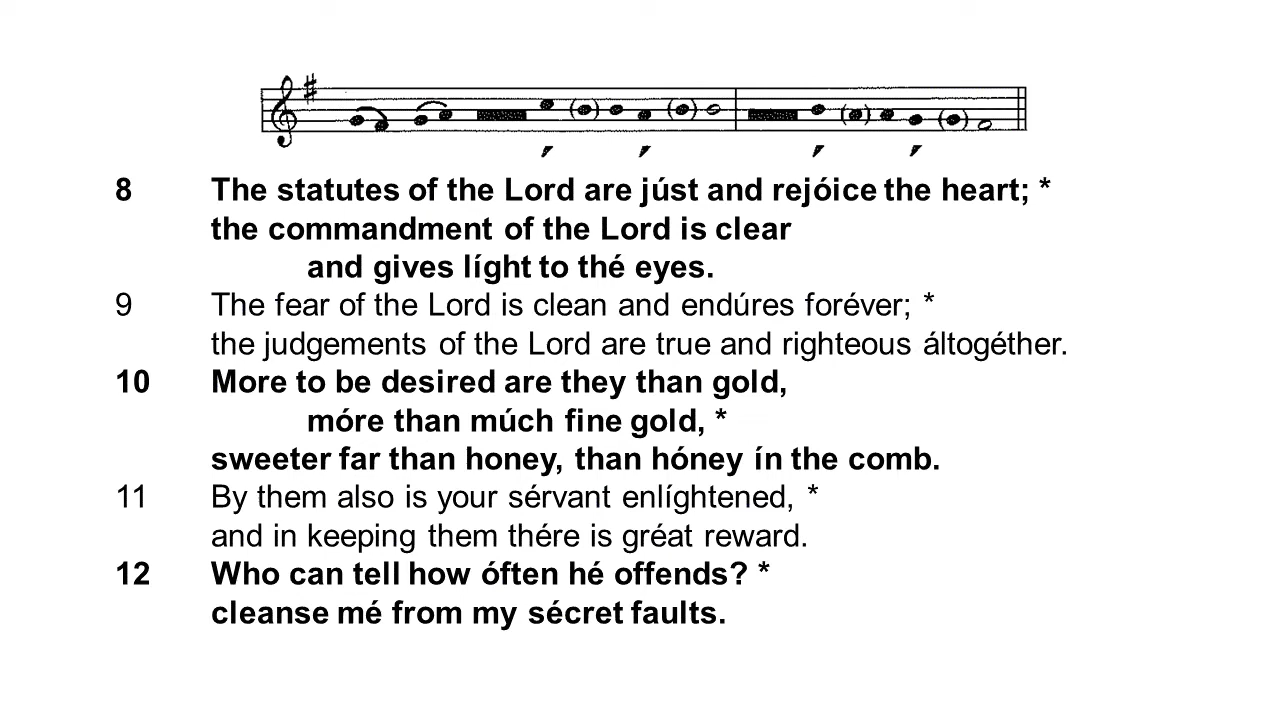 8 The statutes of the Lord are júst and rejóice the heart; *
the commandment of the Lord is clear
and gives líght to thé eyes.
9 The fear of the Lord is clean and endúres foréver; *
the judgements of the Lord are true and righteous áltogéther.
10 More to be desired are they than gold,
móre than múch fine gold, *
sweeter far than honey, than hóney ín the comb.
11 By them also is your sérvant enlíghtened, *
and in keeping them thére is gréat reward.
12 Who can tell how óften hé offends? *
cleanse mé from my sécret faults.